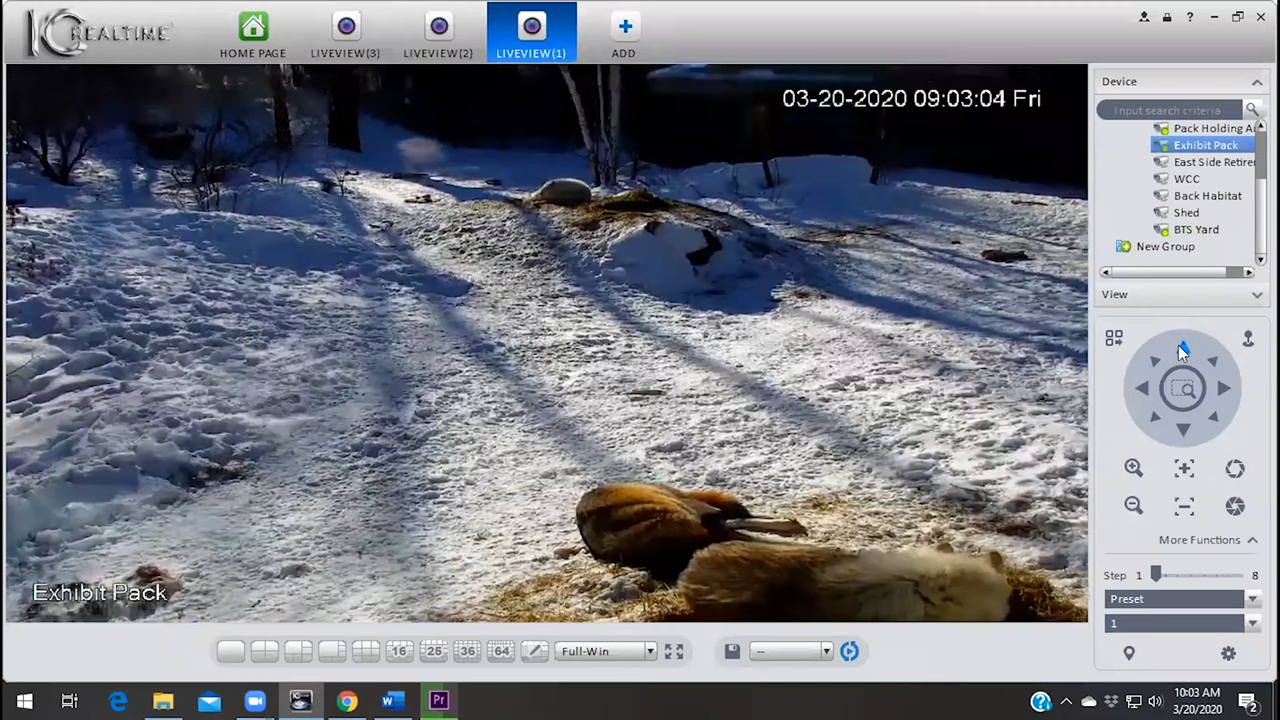 IC REALTIME
HOME PAGE
LIVEVIEW(3)
LIVEVIEW(2)
LIVEVIEW(1)
ADD
03-20-2020 09:03:04 Fri
Exhibit Pack
Device
Input search criteria
Pack Holding Ar
Exhibit Pack
East Side Retirer
WCC
Back Habitat
Shed
BTS Yard
New Group
View
More Functions
Step 1 8
Preset
1
16 25 36 64 Full-Win --
10:03 AM
3/20/2020
2